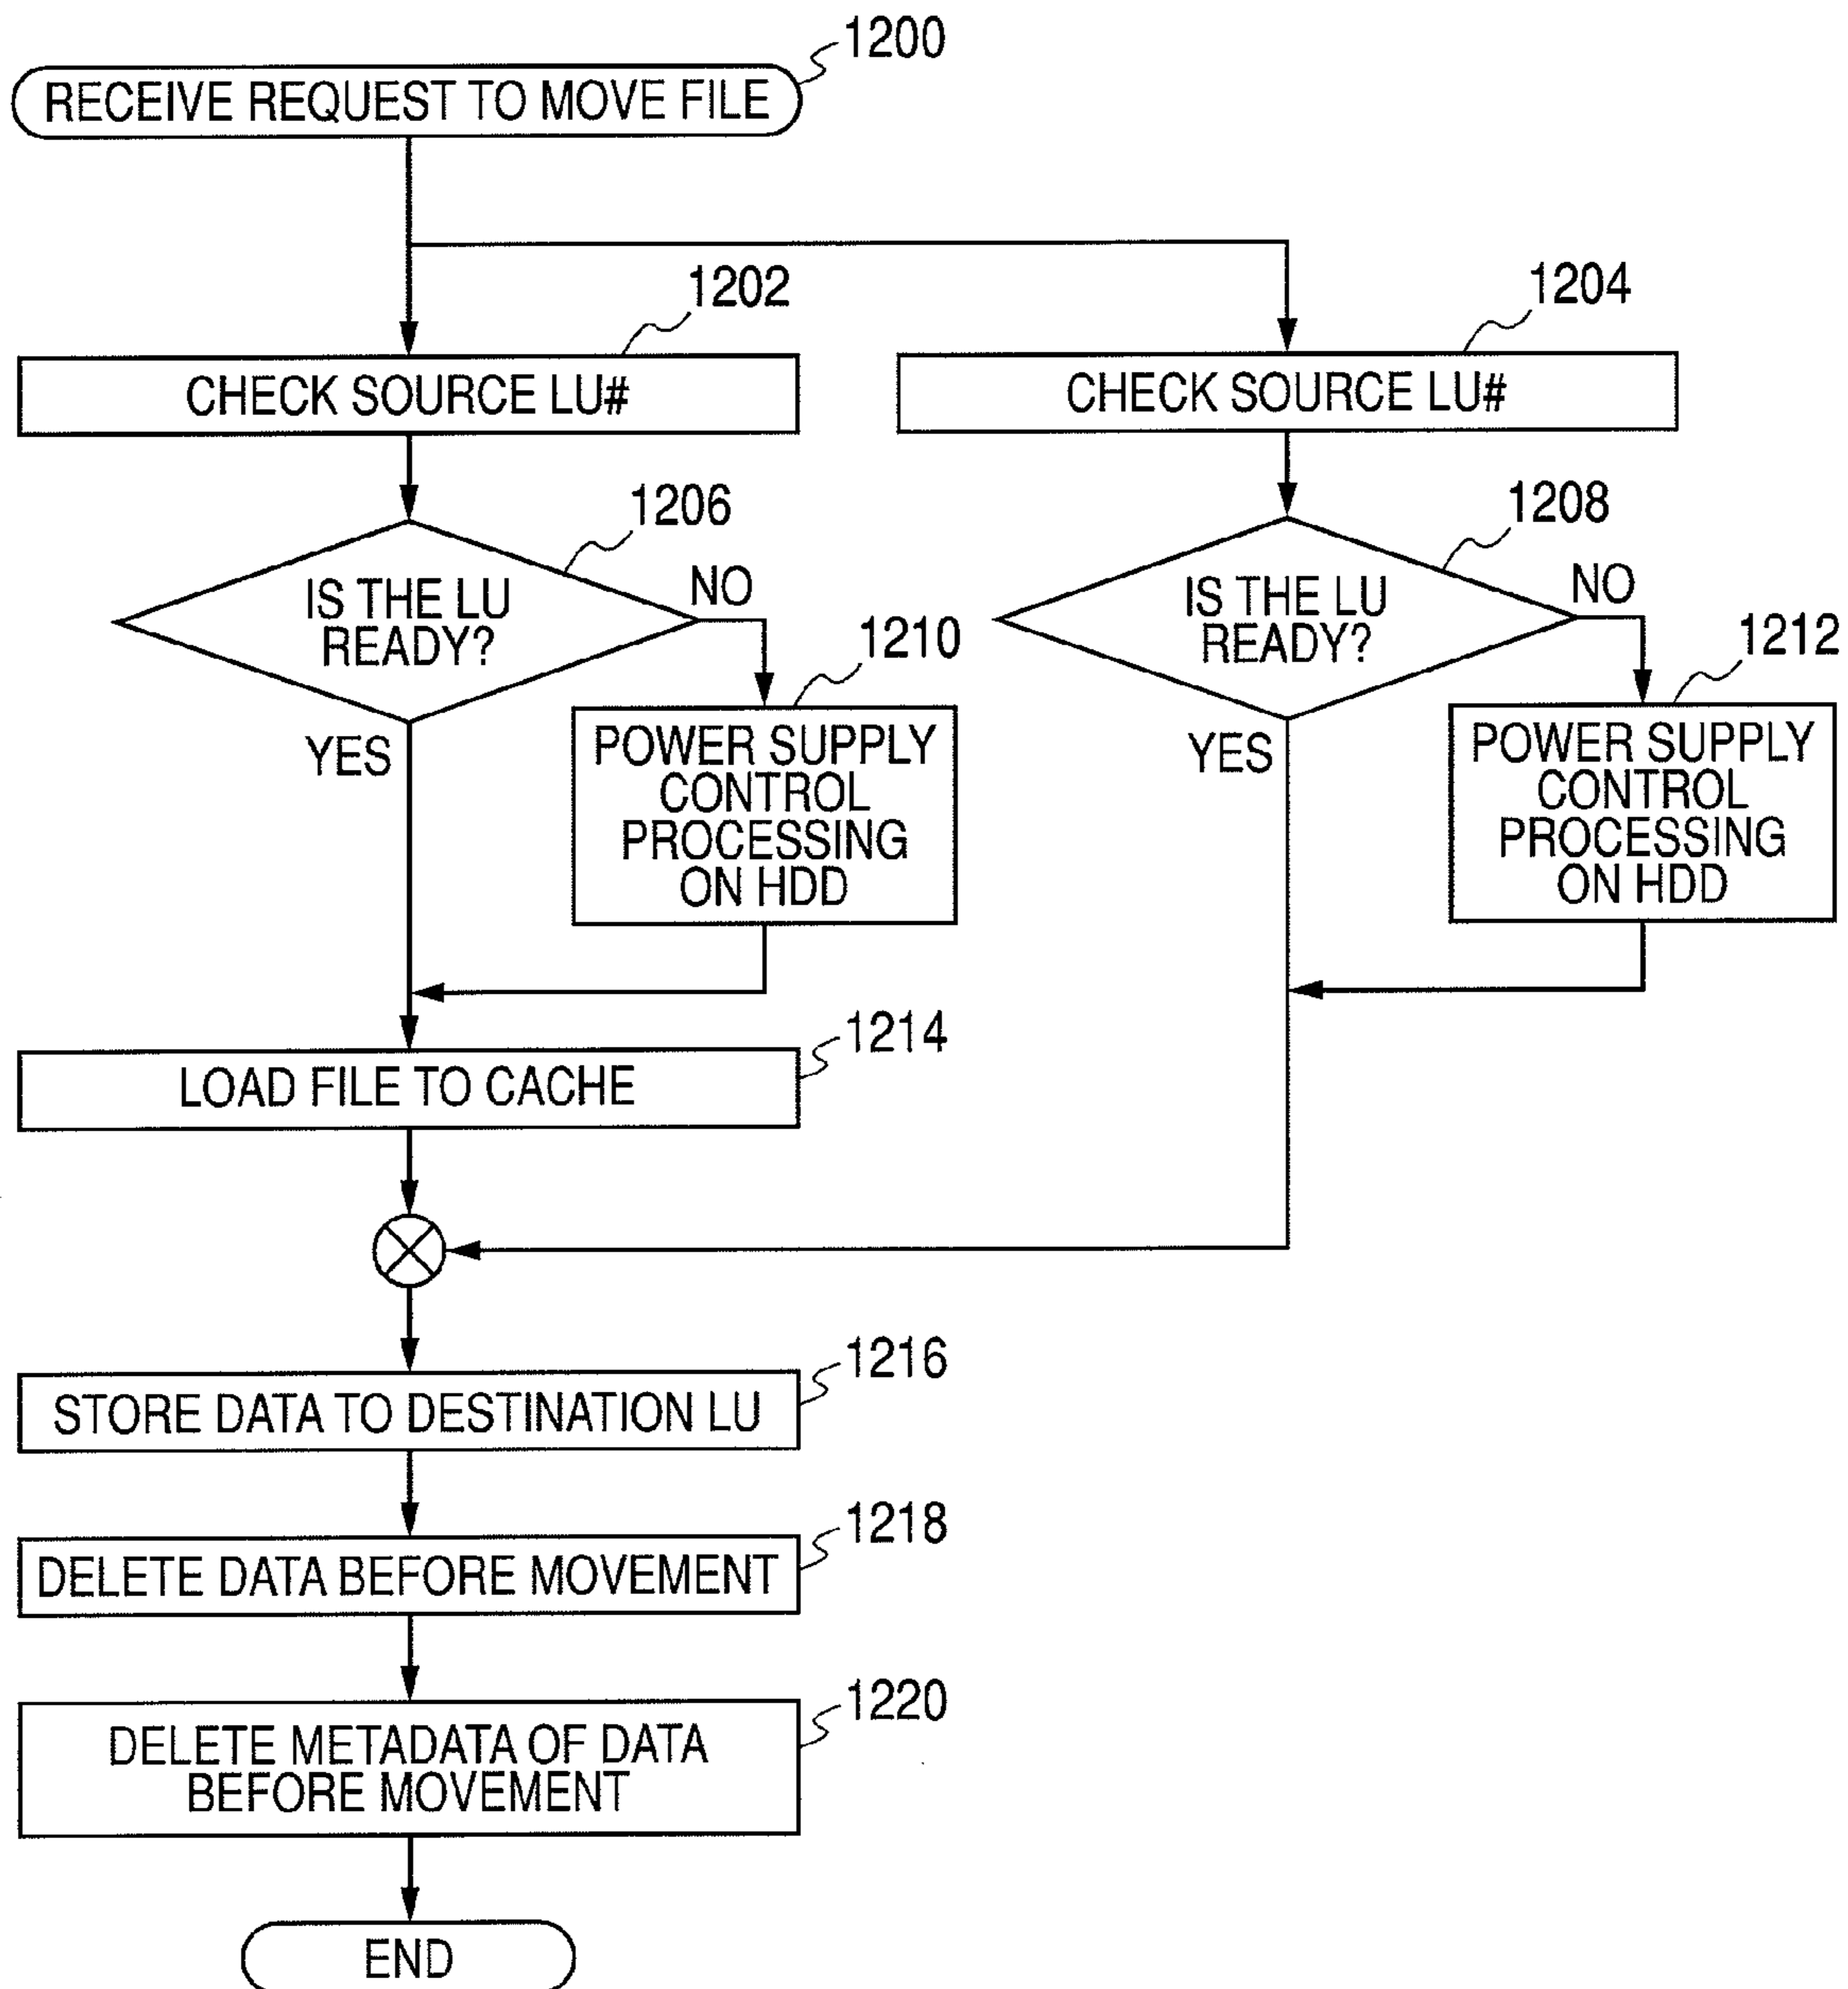 1200
RECEIVE REQUEST TO MOVE FILE
1202
1204
CHECK SOURCE LU#
CHECK SOURCE LU#
1206
1208
IS THE LU
READY?
NO
IS THE LU
READY?
NO
1210
1212
YES
POWER SUPPLY
CONTROL
PROCESSING
ON HDD
YES
POWER SUPPLY
CONTROL
PROCESSING
ON HDD
1214
LOAD FILE TO CACHE
1216
STORE DATA TO DESTINATION LU
1218
DELETE DATA BEFORE MOVEMENT
1220
DELETE METADATA OF DATA
BEFORE MOVEMENT
END